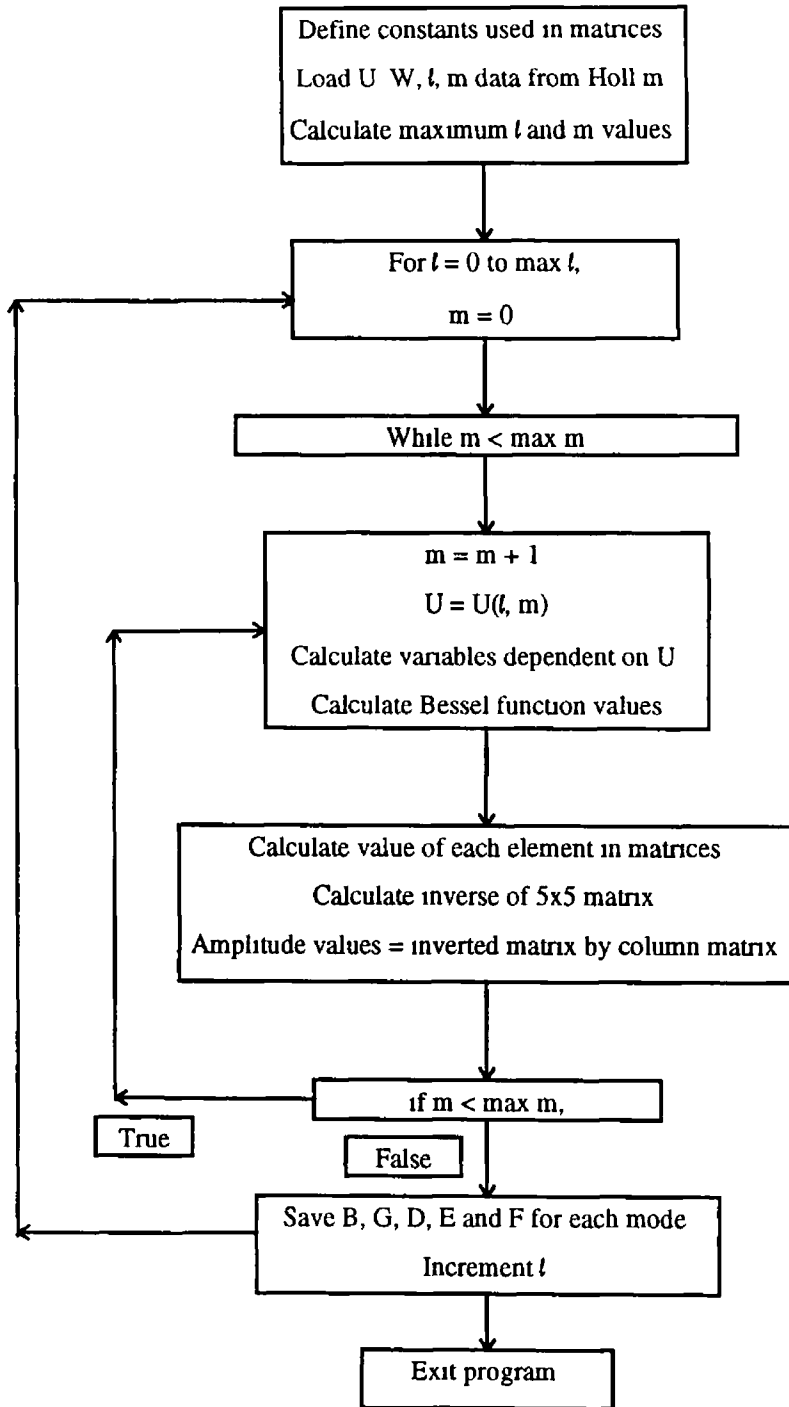 Define constants used in matrices
Load U W, l, m data from Holl m
Calculate maximum l and m values
For l = 0 to max l,
m = 0
While m < max m
m = m + 1
U = U(l, m)
Calculate variables dependent on U
Calculate Bessel function values
Calculate value of each element in matrices
Calculate inverse of 5x5 matrix
Amplitude values = inverted matrix by column matrix
if m < max m,
True
False
Save B, G, D, E and F for each mode
Increment l
Exit program